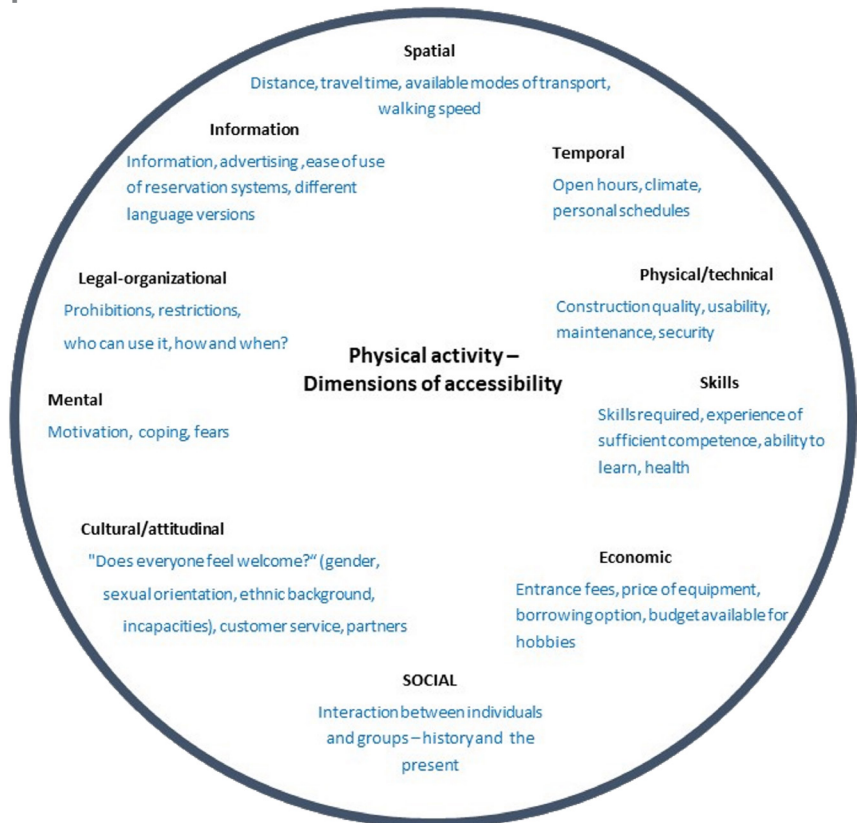 Spatial
Distance, travel time, available modes of transport,
walking speed
Information
Information, advertising ,ease of use
of reservation systems, different
language versions
Temporal
Open hours, climate,
personal schedules
Legal-organizational
Prohibitions, restrictions,
who can use it, how and when?
Physical/technical
Construction quality, usability,
maintenance, security
Physical activity –
Dimensions of accessibility
Mental
Motivation, coping, fears
Skills
Skills required, experience of
sufficient competence, ability to
learn, health
Cultural/attitudinal
"Does everyone feel welcome?“ (gender,
sexual orientation, ethnic background,
incapacities), customer service, partners
Economic
Entrance fees, price of equipment,
borrowing option, budget available for
hobbies
SOCIAL
Interaction between individuals
and groups – history and the
present